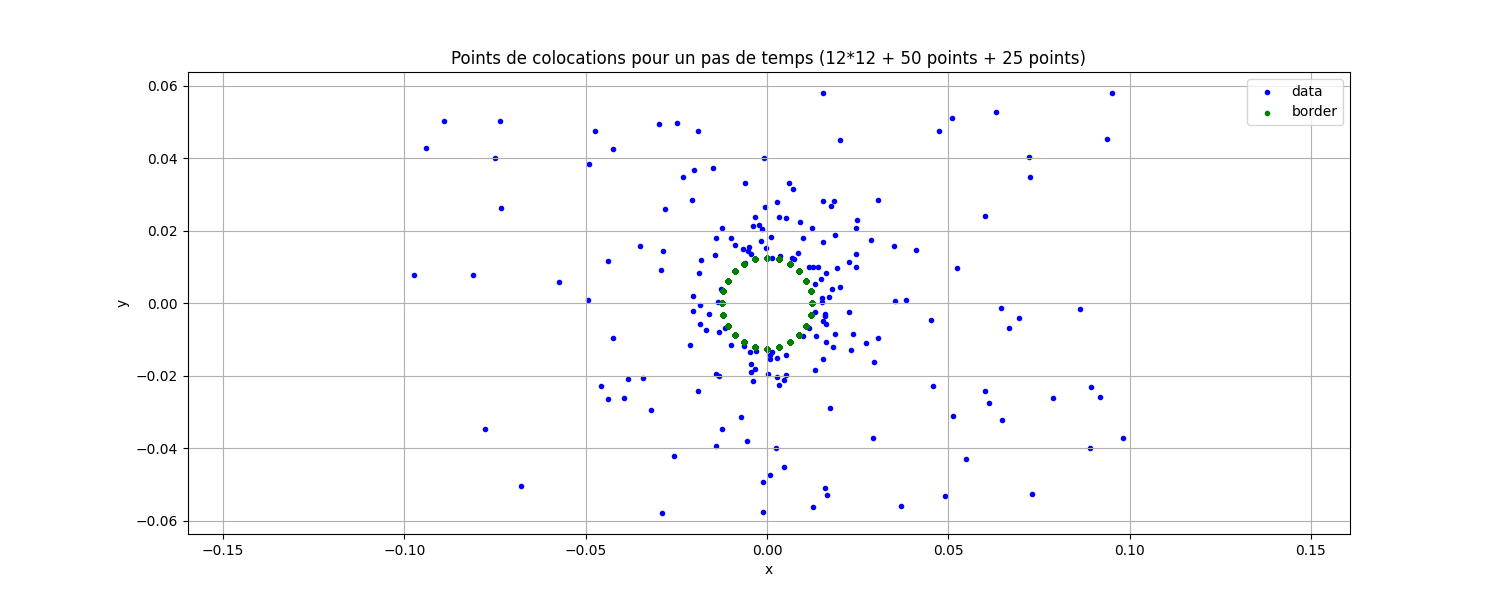 Points de colocations pour un pas de temps (12*12 + 50 points + 25 points)
data
border
0.06
0.04
0.02
0.00
−0.02
−0.04
−0.06
y
−0.15
−0.10
−0.05
0.00
0.05
0.10
0.15
x